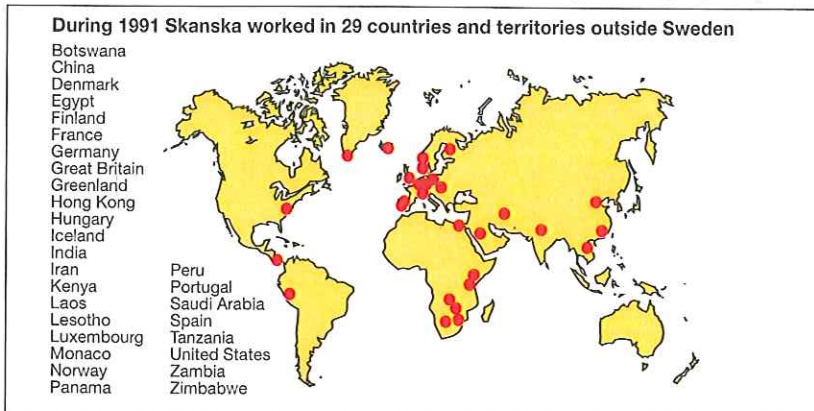 During 1991 Skanska worked in 29 countries and territories outside Sweden
Botswana
China
Denmark
Egypt
Finland
France
Germany
Great Britain
Greenland
Hong Kong
Hungary
Iceland
India
Iran
Kenya
Laos
Lesotho
Luxembourg
Monaco
Norway
Panama
Peru
Portugal
Saudi Arabia
Spain
Tanzania
United States
Zambia
Zimbabwe